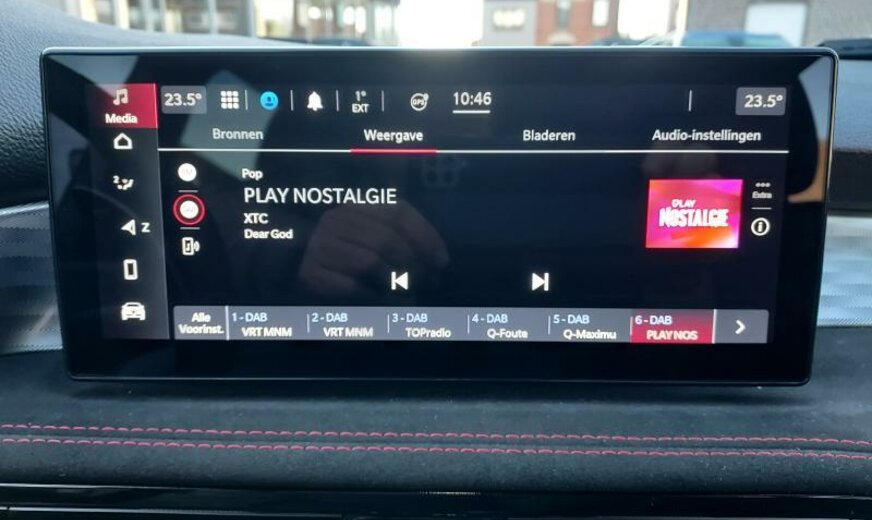 Media
23.5°
1°
EXT
GPS
10:46
23.5°
Bronnen
Weergave
Bladeren
Audio-instellingen
2
Z
Pop
PLAY NOSTALGIE
XTC
Dear God
PLAY
NOSTALGIE
Extra
Alle
Voorinst.
1 - DAB
VRT MNM
2 - DAB
VRT MNM
3 - DAB
TOPradio
4 - DAB
Q-Foute
5 - DAB
Q-Maximu
6 - DAB
PLAY NOS